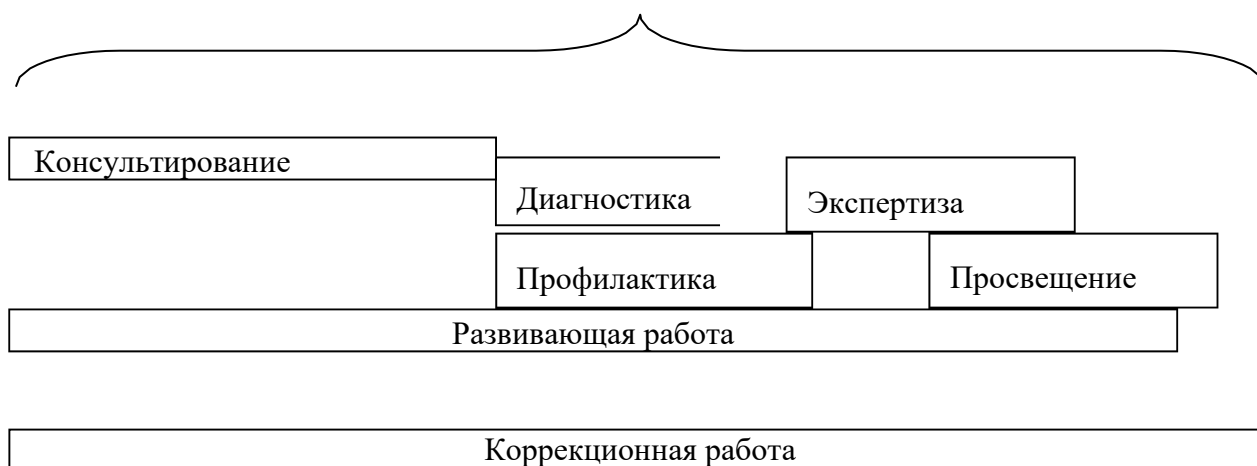 Консультирование
Диагностика
Экспертиза
Профилактика
Просвещение
Развивающая работа
Коррекционная работа